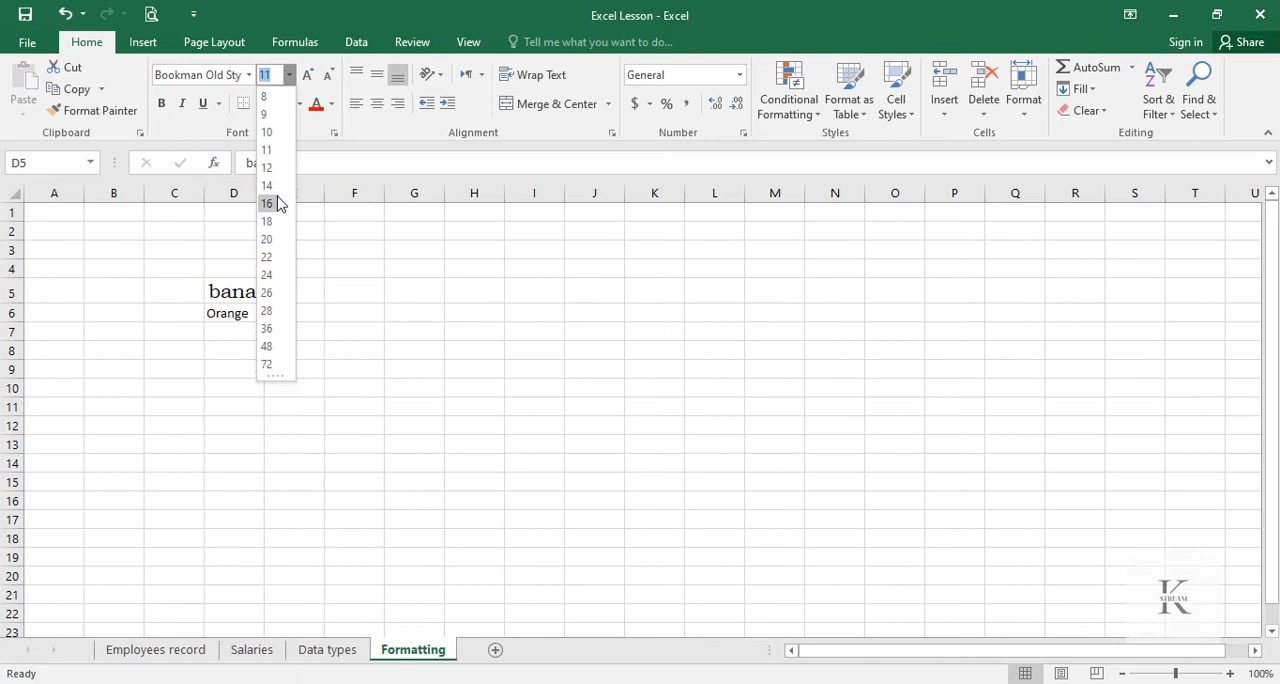 Excel Lesson - Excel
File Home Insert Page Layout Formulas Data Review View Tell me what you want to do... Sign in Share
Paste
Cut
Copy
Format Painter
Clipboard
Bookman Old Sty 11
B I U A
Font
Wrap Text
Merge & Center
Alignment
General
$ % ,
Number
Conditional Formatting
Format as Table
Cell Styles
Styles
Insert
Delete
Format
Cells
AutoSum
Fill
Clear
Sort & Filter
Find & Select
Editing
8
9
10
11
12
14
16
18
20
22
24
26
28
36
48
72
D5 fx ba
A B C D F G H I J K L M N O P Q R S T U
1
2
3
4
5 bana
6 Orange
7
8
9
10
11
12
13
14
15
16
17
18
19
20
21
22
23
K
STREAM
Employees record Salaries Data types Formatting
Ready 100%